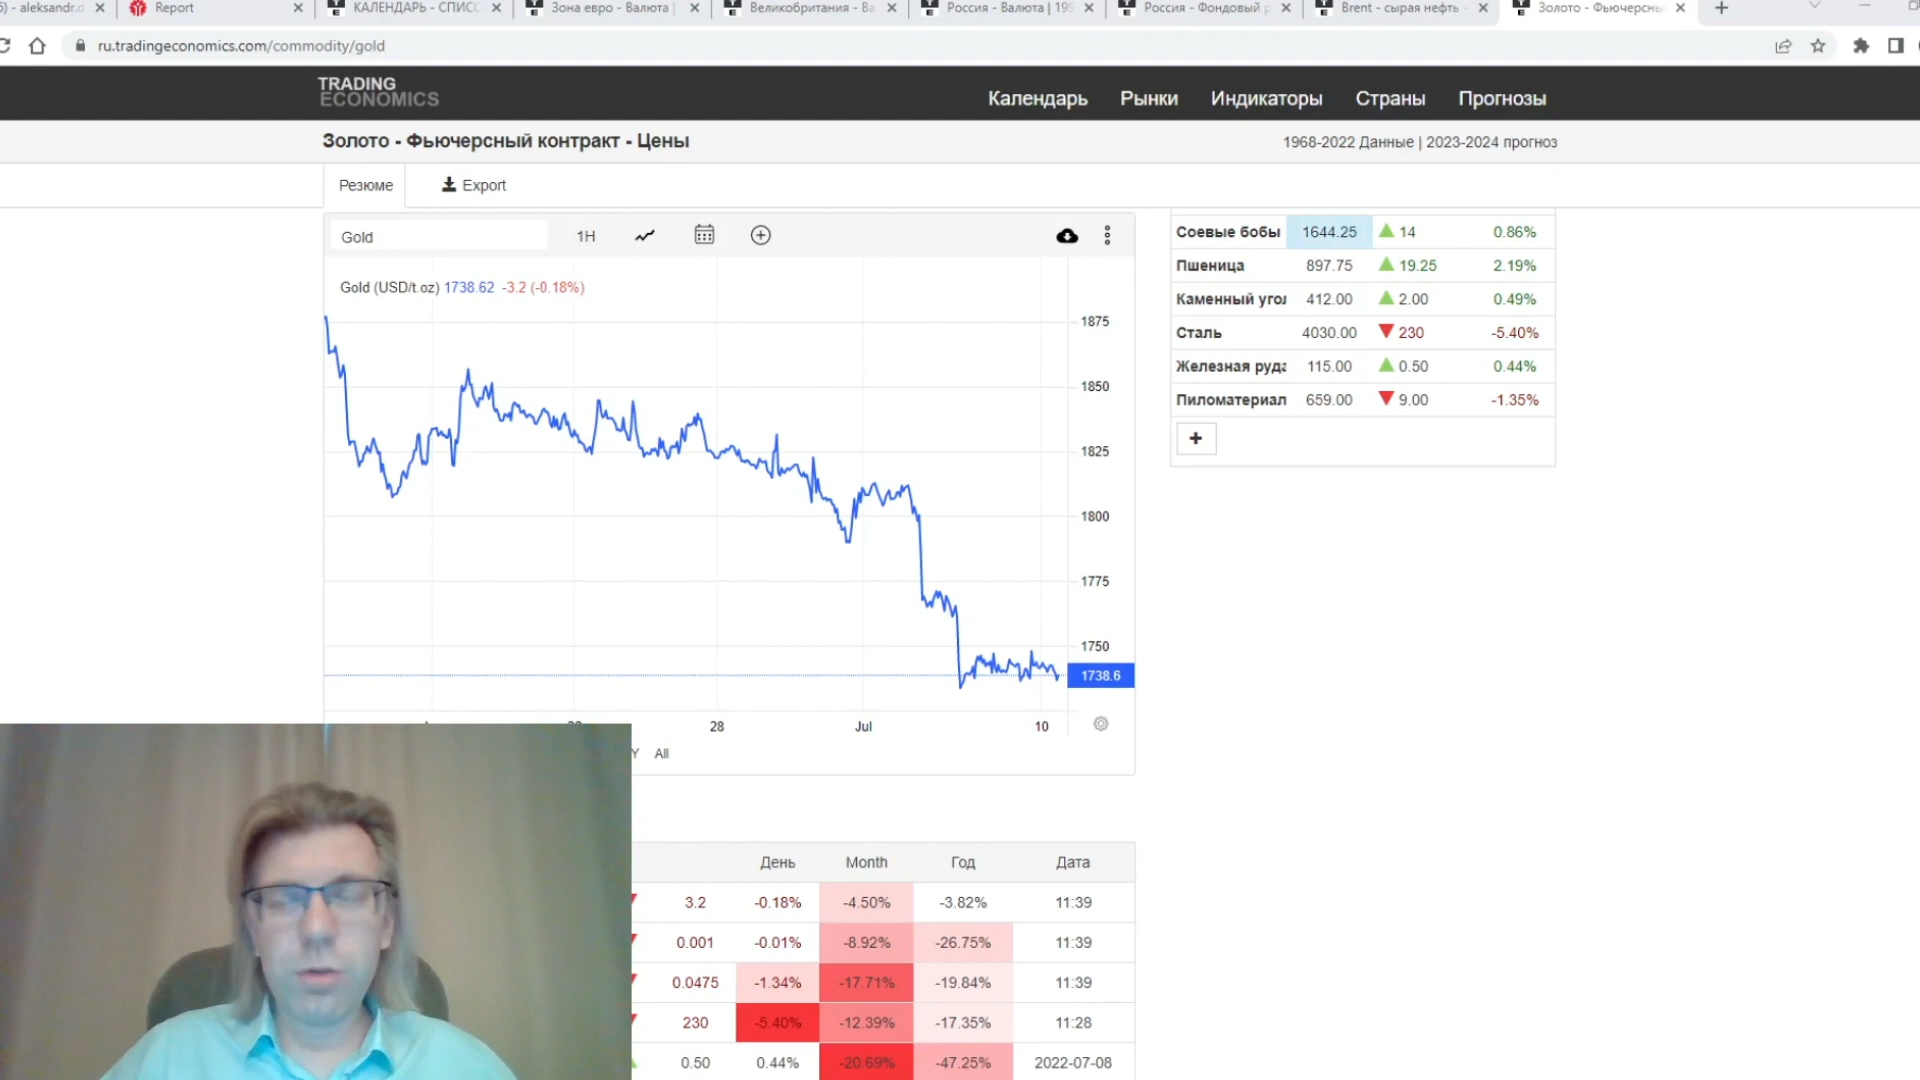 5) - aleksandr.d
Report
КАЛЕНДАРЬ - СПИСС
Зона евро - Валюта |
Великобритания - Ва
Россия - Валюта | 199
Россия - Фондовый р
Brent - сырая нефть -
Золото - Фьючерсны
ru.tradingeconomics.com/commodity/gold
TRADING
ECONOMICS
Календарь Рынки Индикаторы Страны Прогнозы
Золото - Фьючерсный контракт - Цены
1968-2022 Данные | 2023-2024 прогноз
Резюме
Export
Gold
1H
Gold (USD/t.oz) 1738.62 -3.2 (-0.18%)
1875
1850
1825
1800
1775
1750
1738.6
28 Jul 10
Y All
Соевые бобы 1644.25 14 0.86%
Пшеница 897.75 19.25 2.19%
Каменный угол 412.00 2.00 0.49%
Сталь 4030.00 230 -5.40%
Железная руда 115.00 0.50 0.44%
Пиломатериал 659.00 9.00 -1.35%
+
День Month Год Дата
3.2 -0.18% -4.50% -3.82% 11:39
0.001 -0.01% -8.92% -26.75% 11:39
0.0475 -1.34% -17.71% -19.84% 11:39
230 -5.40% -12.39% -17.35% 11:28
0.50 0.44% -20.69% -47.25% 2022-07-08